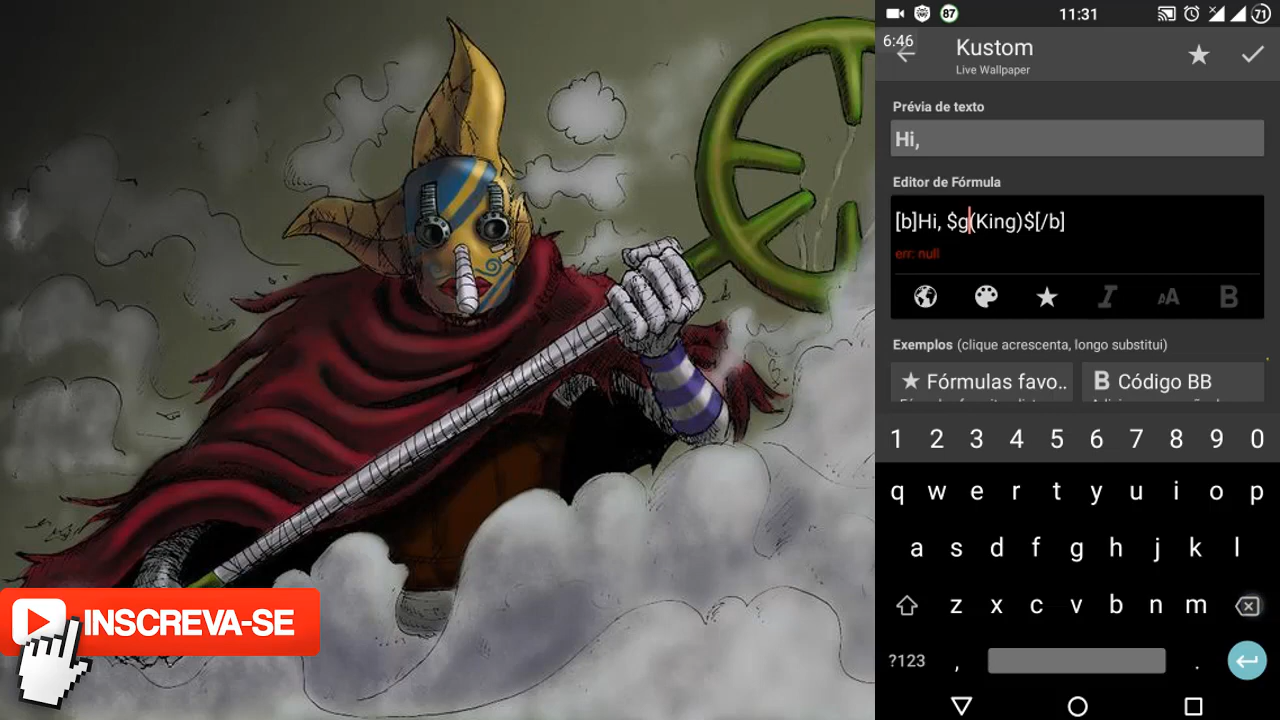 INSCREVA-SE
87
11:31
71
6:46
Kustom
Live Wallpaper
Prévia de texto
Hi,
Editor de Fórmula
[b]Hi, $g(King)$[/b]
err: null
I
AA
B
Exemplos (clique acrescenta, longo substitui)
Fórmulas favo..
B Código BB
1 2 3 4 5 6 7 8 9 0
q w e r t y u i o p
a s d f g h j k l
z x c v b n m
?123 , .